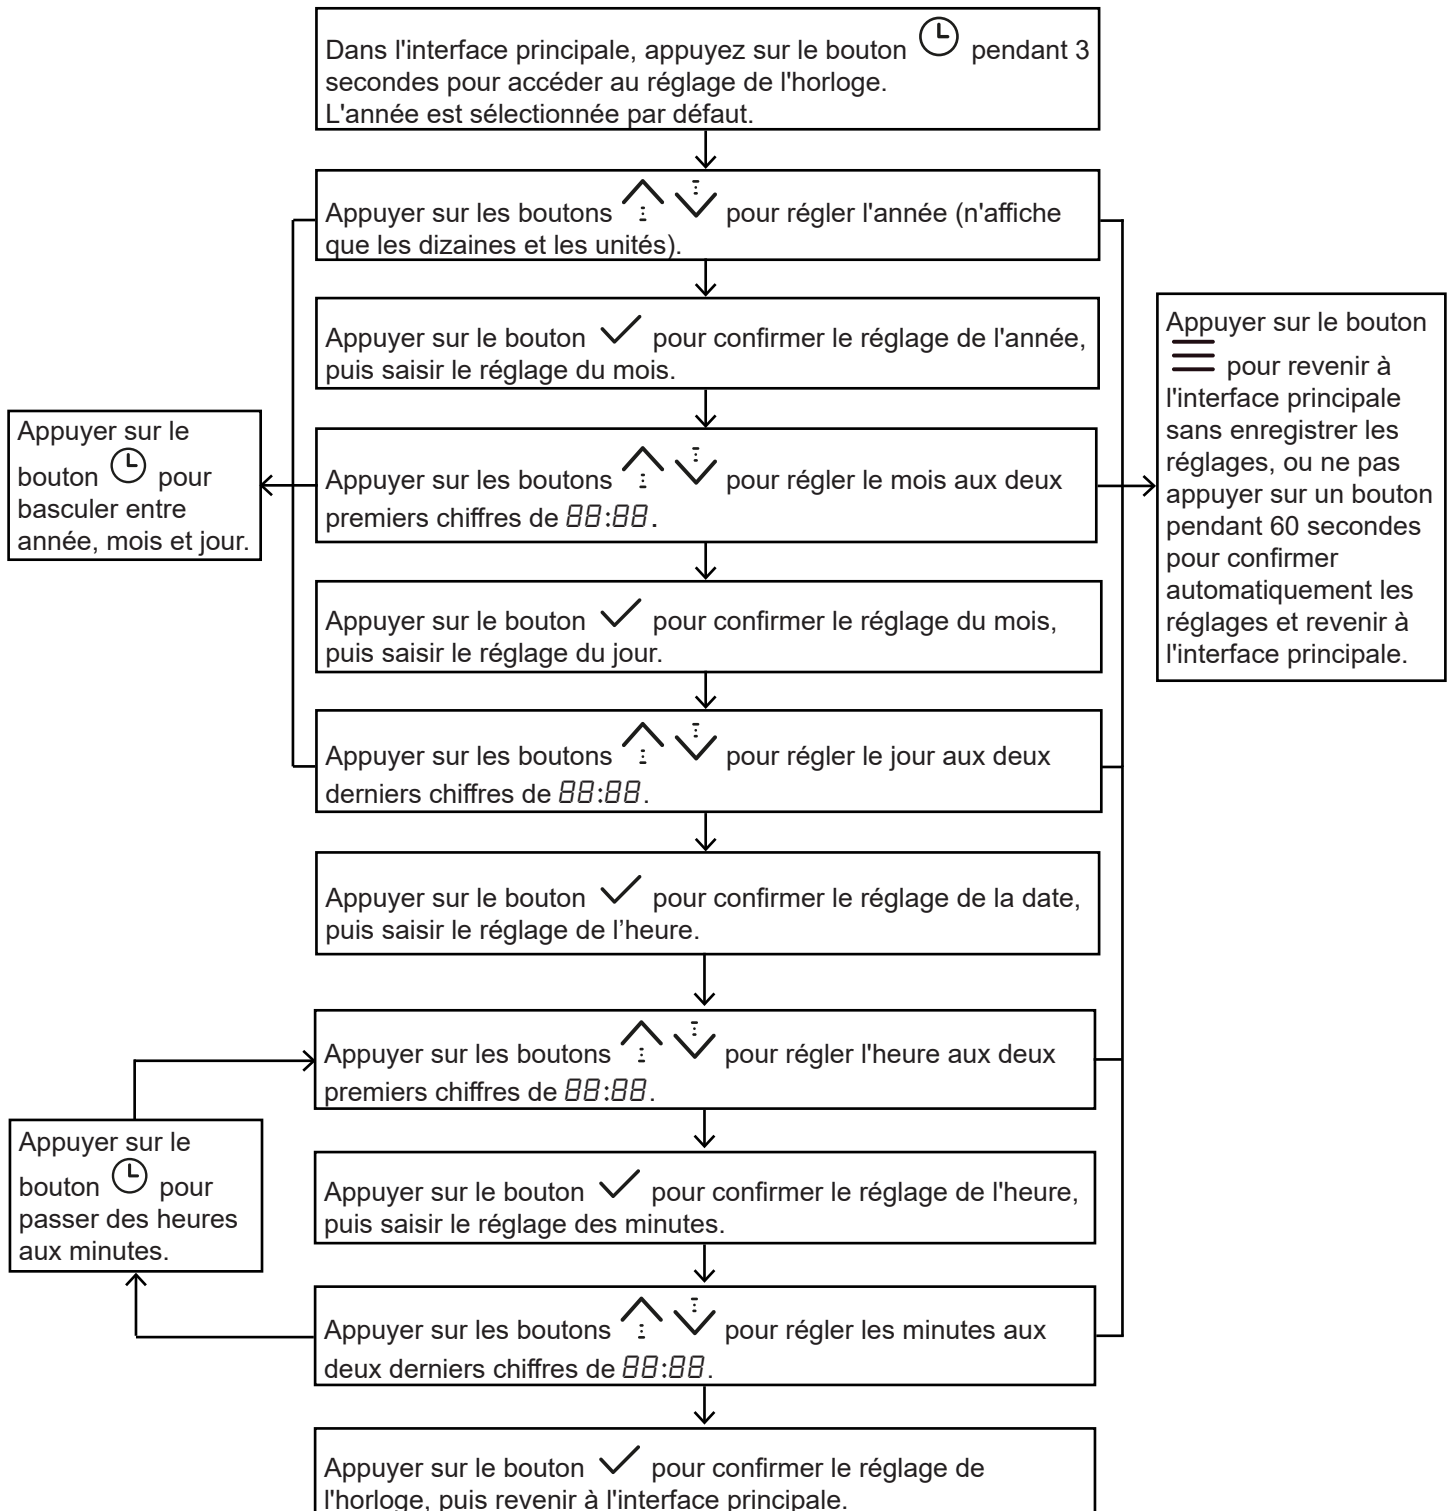 Dans l'interface principale, appuyez sur le bouton pendant 3
secondes pour accéder au réglage de l'horloge.
L'année est sélectionnée par défaut.
Appuyer sur les boutons pour régler l'année (n'affiche
que les dizaines et les unités).
Appuyer sur le bouton pour confirmer le réglage de l'année,
puis saisir le réglage du mois.
Appuyer sur le
bouton pour
basculer entre
année, mois et jour.
Appuyer sur les boutons pour régler le mois aux deux
premiers chiffres de 88:88.
Appuyer sur le bouton
pour revenir à
l'interface principale
sans enregistrer les
réglages, ou ne pas
appuyer sur un bouton
pendant 60 secondes
pour confirmer
automatiquement les
réglages et revenir à
l'interface principale.
Appuyer sur le bouton pour confirmer le réglage du mois,
puis saisir le réglage du jour.
Appuyer sur les boutons pour régler le jour aux deux
derniers chiffres de 88:88.
Appuyer sur le bouton pour confirmer le réglage de la date,
puis saisir le réglage de l’heure.
Appuyer sur les boutons pour régler l'heure aux deux
premiers chiffres de 88:88.
Appuyer sur le
bouton pour
passer des heures
aux minutes.
Appuyer sur le bouton pour confirmer le réglage de l'heure,
puis saisir le réglage des minutes.
Appuyer sur les boutons pour régler les minutes aux
deux derniers chiffres de 88:88.
Appuyer sur le bouton pour confirmer le réglage de
l'horloge, puis revenir à l'interface principale.